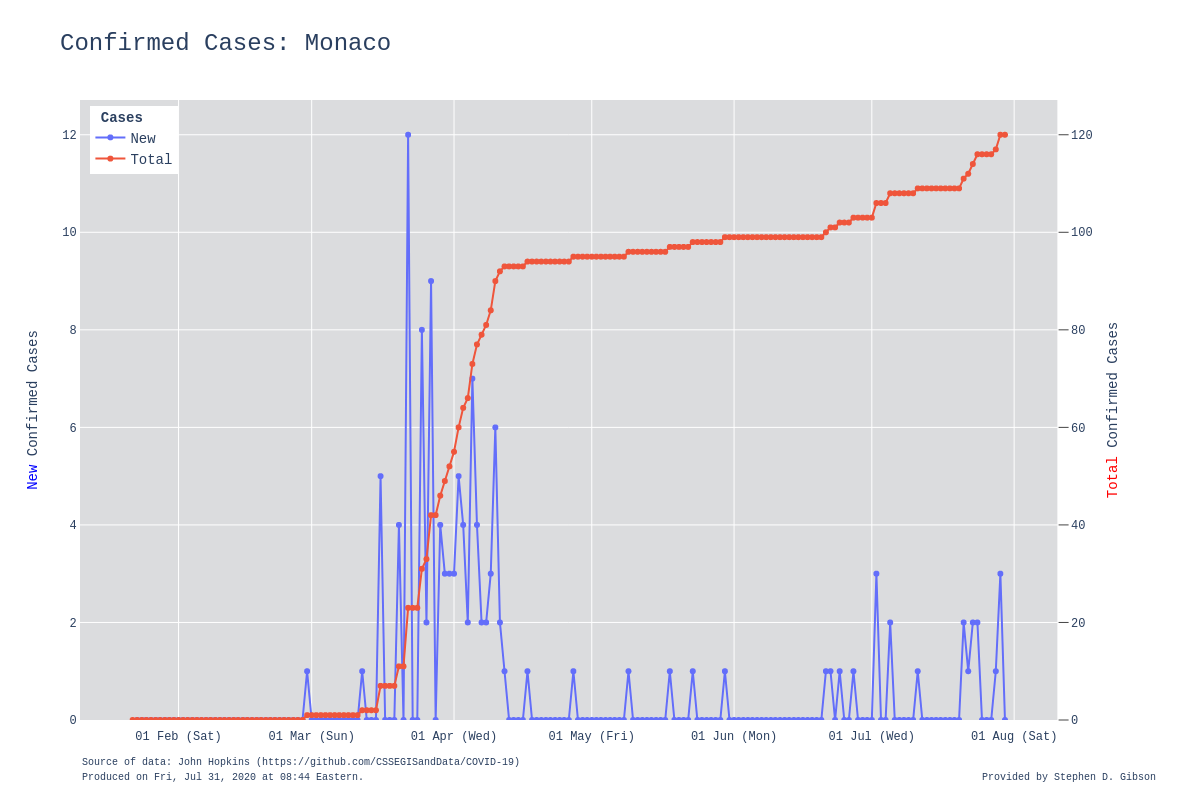 Confirmed Cases: Monaco
Cases
New
Total
12
10
8
6
4
2
0
120
100
80
60
40
20
0
New Confirmed Cases
Total Confirmed Cases
01 Feb (Sat)
01 Mar (Sun)
01 Apr (Wed)
01 May (Fri)
01 Jun (Mon)
01 Jul (Wed)
01 Aug (Sat)
Source of data: John Hopkins (https://github.com/CSSEGISandData/COVID-19)
Produced on Fri, Jul 31, 2020 at 08:44 Eastern.
Provided by Stephen D. Gibson